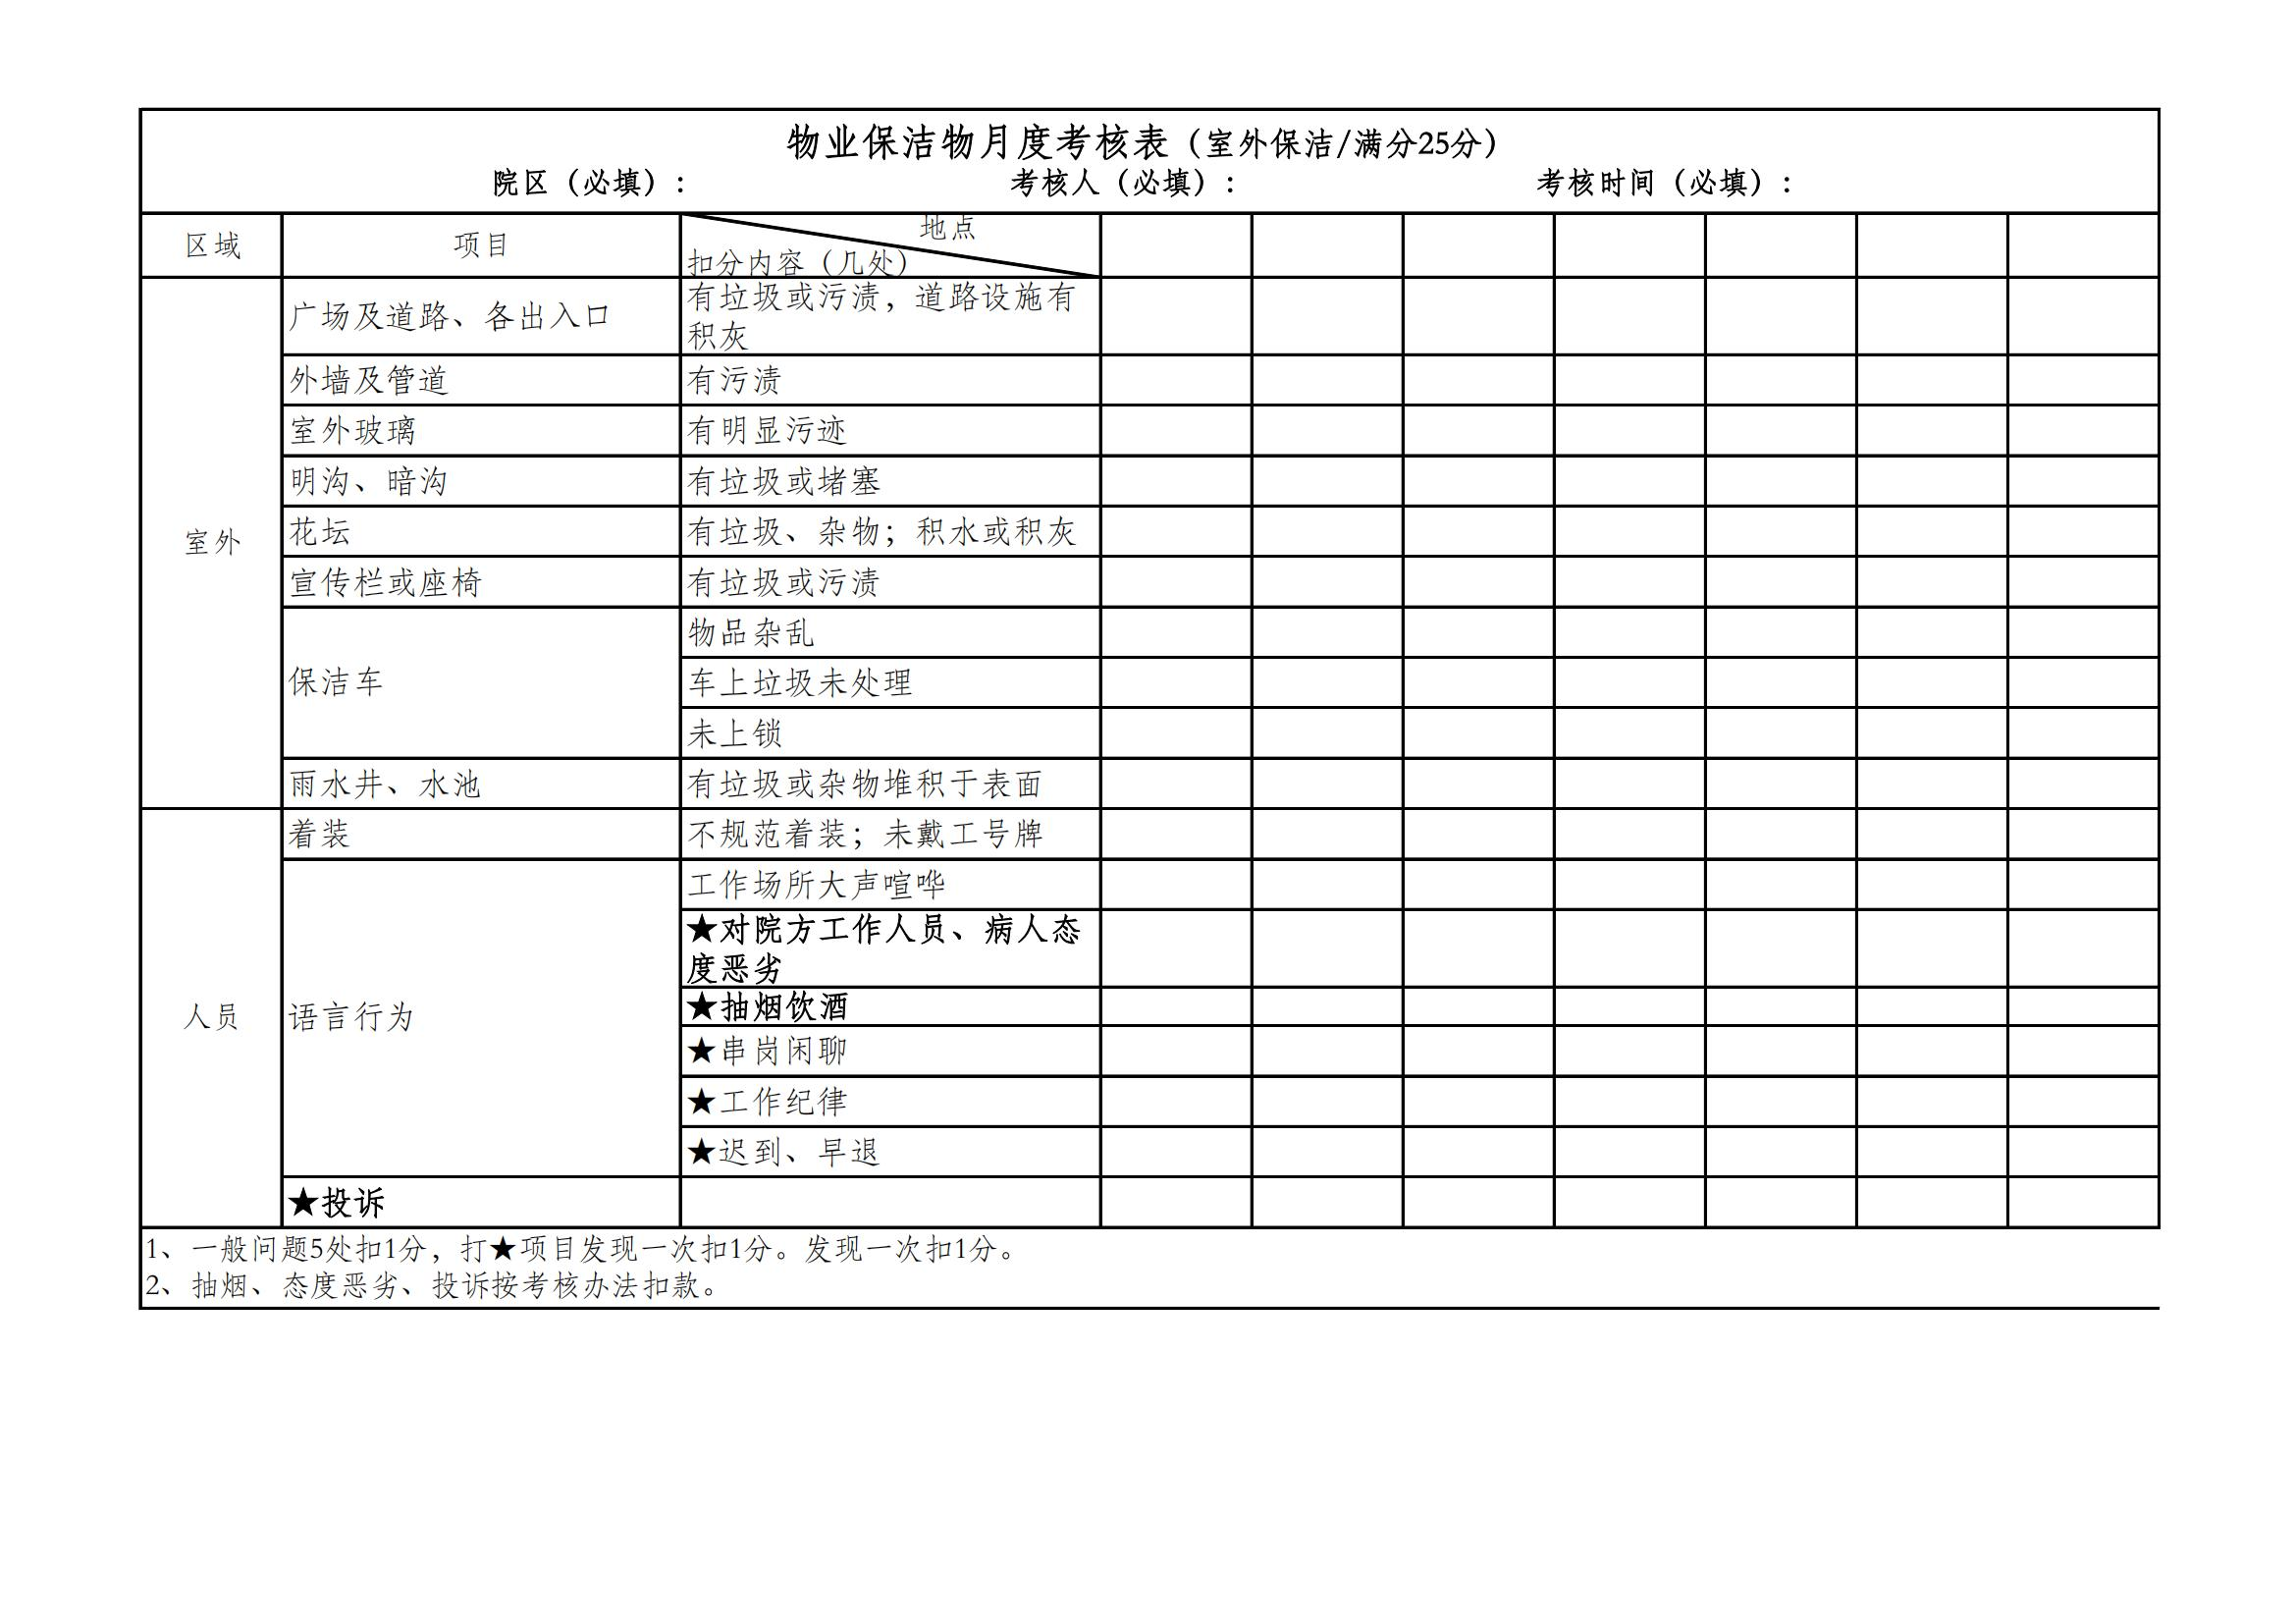 物业保洁物月度考核表（室外保洁/满分25分）
院区（必填）： 考核人（必填）： 考核时间（必填）：
区域 项目 地点
扣分内容（几处）
室外
广场及道路、各出入口 有垃圾或污渍，道路设施有
积灰
外墙及管道 有污渍
室外玻璃 有明显污迹
明沟、暗沟 有垃圾或堵塞
花坛 有垃圾、杂物；积水或积灰
宣传栏或座椅 有垃圾或污渍
保洁车 物品杂乱
车上垃圾未处理
未上锁
雨水井、水池 有垃圾或杂物堆积于表面
人员
着装 不规范着装；未戴工号牌
语言行为 工作场所大声喧哗
★对院方工作人员、病人态
度恶劣
★抽烟饮酒
★串岗闲聊
★工作纪律
★迟到、早退
★投诉
1、一般问题5处扣1分，打★项目发现一次扣1分。发现一次扣1分。
2、抽烟、态度恶劣、投诉按考核办法扣款。